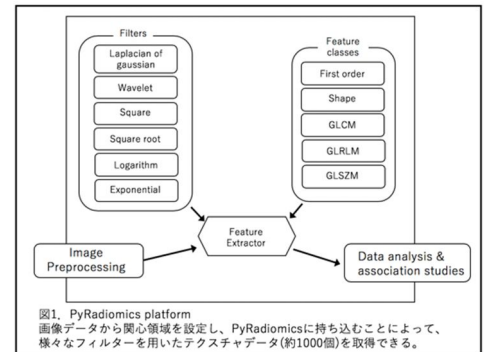 Filters
Laplacian of
gaussian
Wavelet
Square
Square root
Logarithm
Exponential
Feature
classes
First order
Shape
GLCM
GLRLM
GLSZM
Feature
Extractor
Image
Preprocessing
Data analysis &
association studies
図1．PyRadiomics platform
画像データから関心領域を設定し、PyRadiomicsに持ち込むことによって、
様々なフィルターを用いたテクスチャデータ(約1000個)を取得できる。